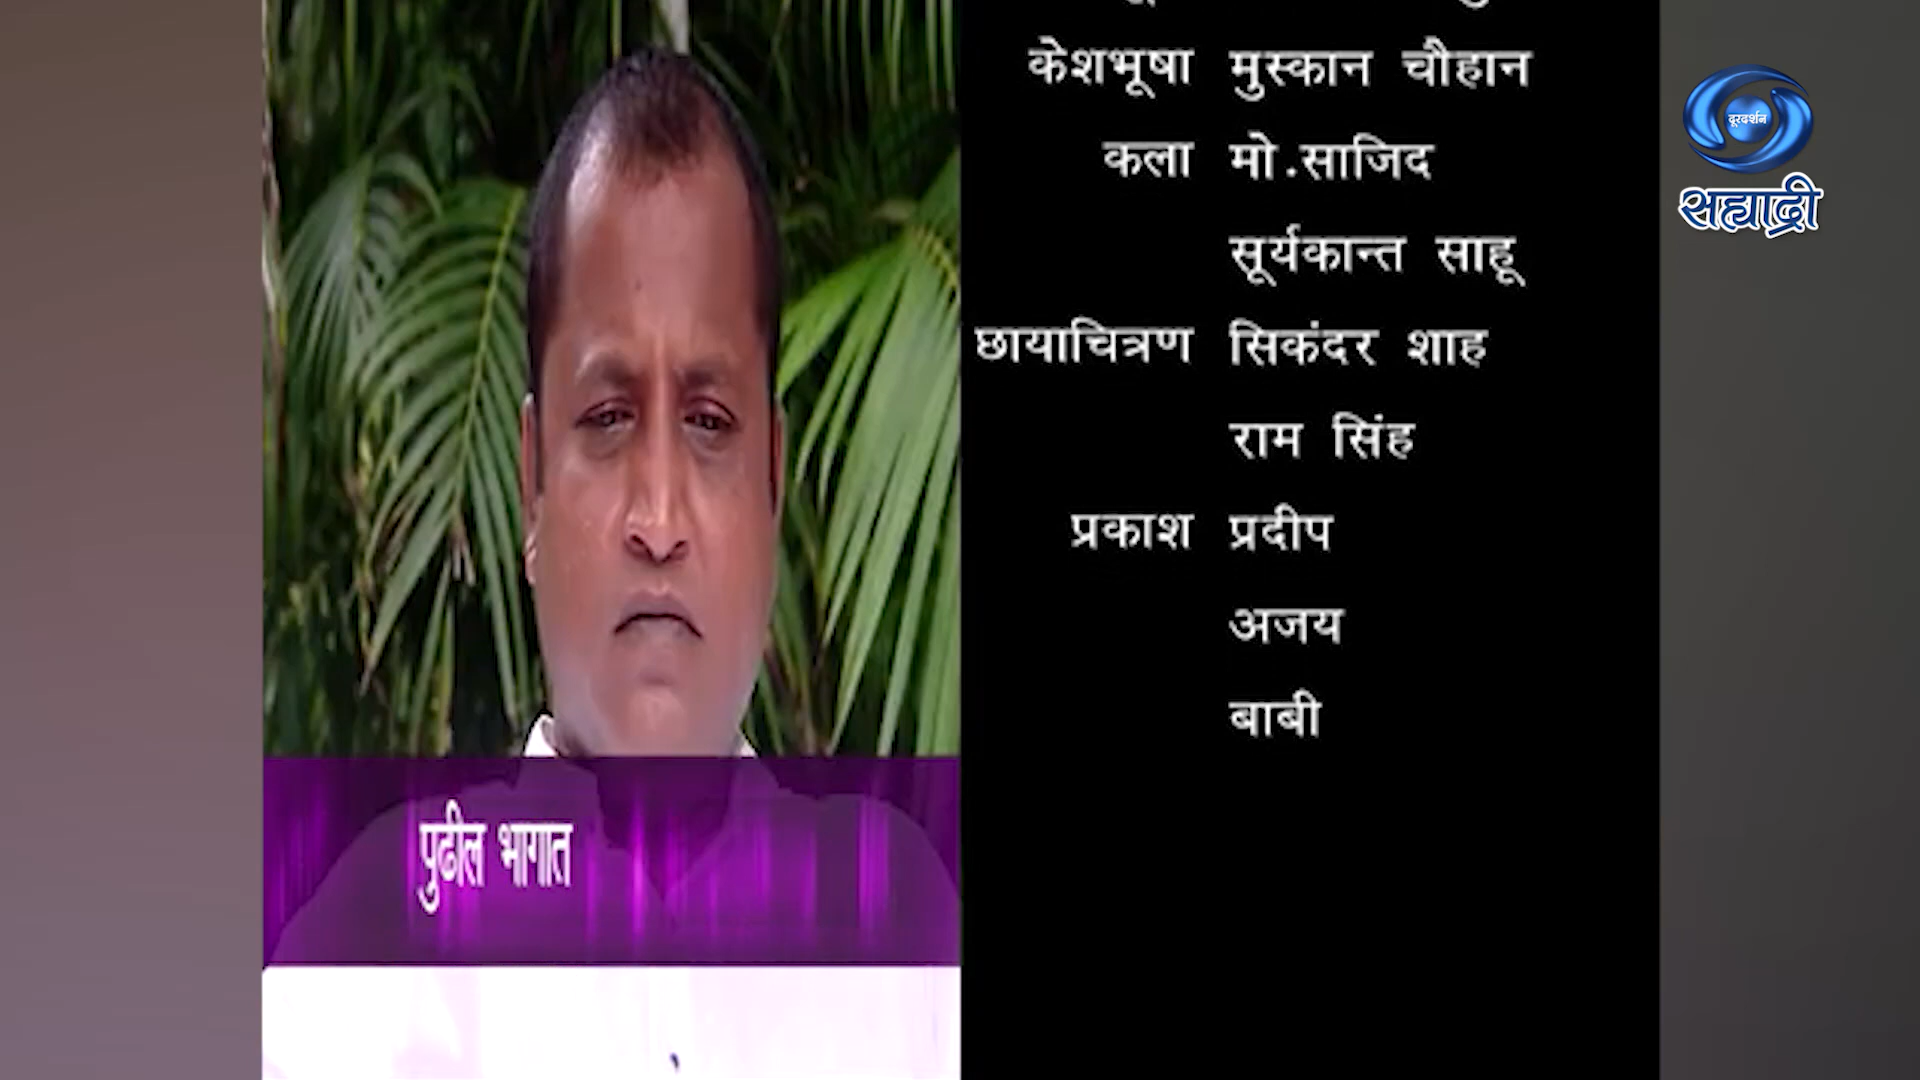 केशभूषा मुस्कान चौहान
कला मो.साजिद
सूर्यकान्त साहू
छायाचित्रण सिकंदर शाह
राम सिंह
प्रकाश प्रदीप
अजय
बाबी
पुढील भागात
दूरदर्शन
सह्याद्री